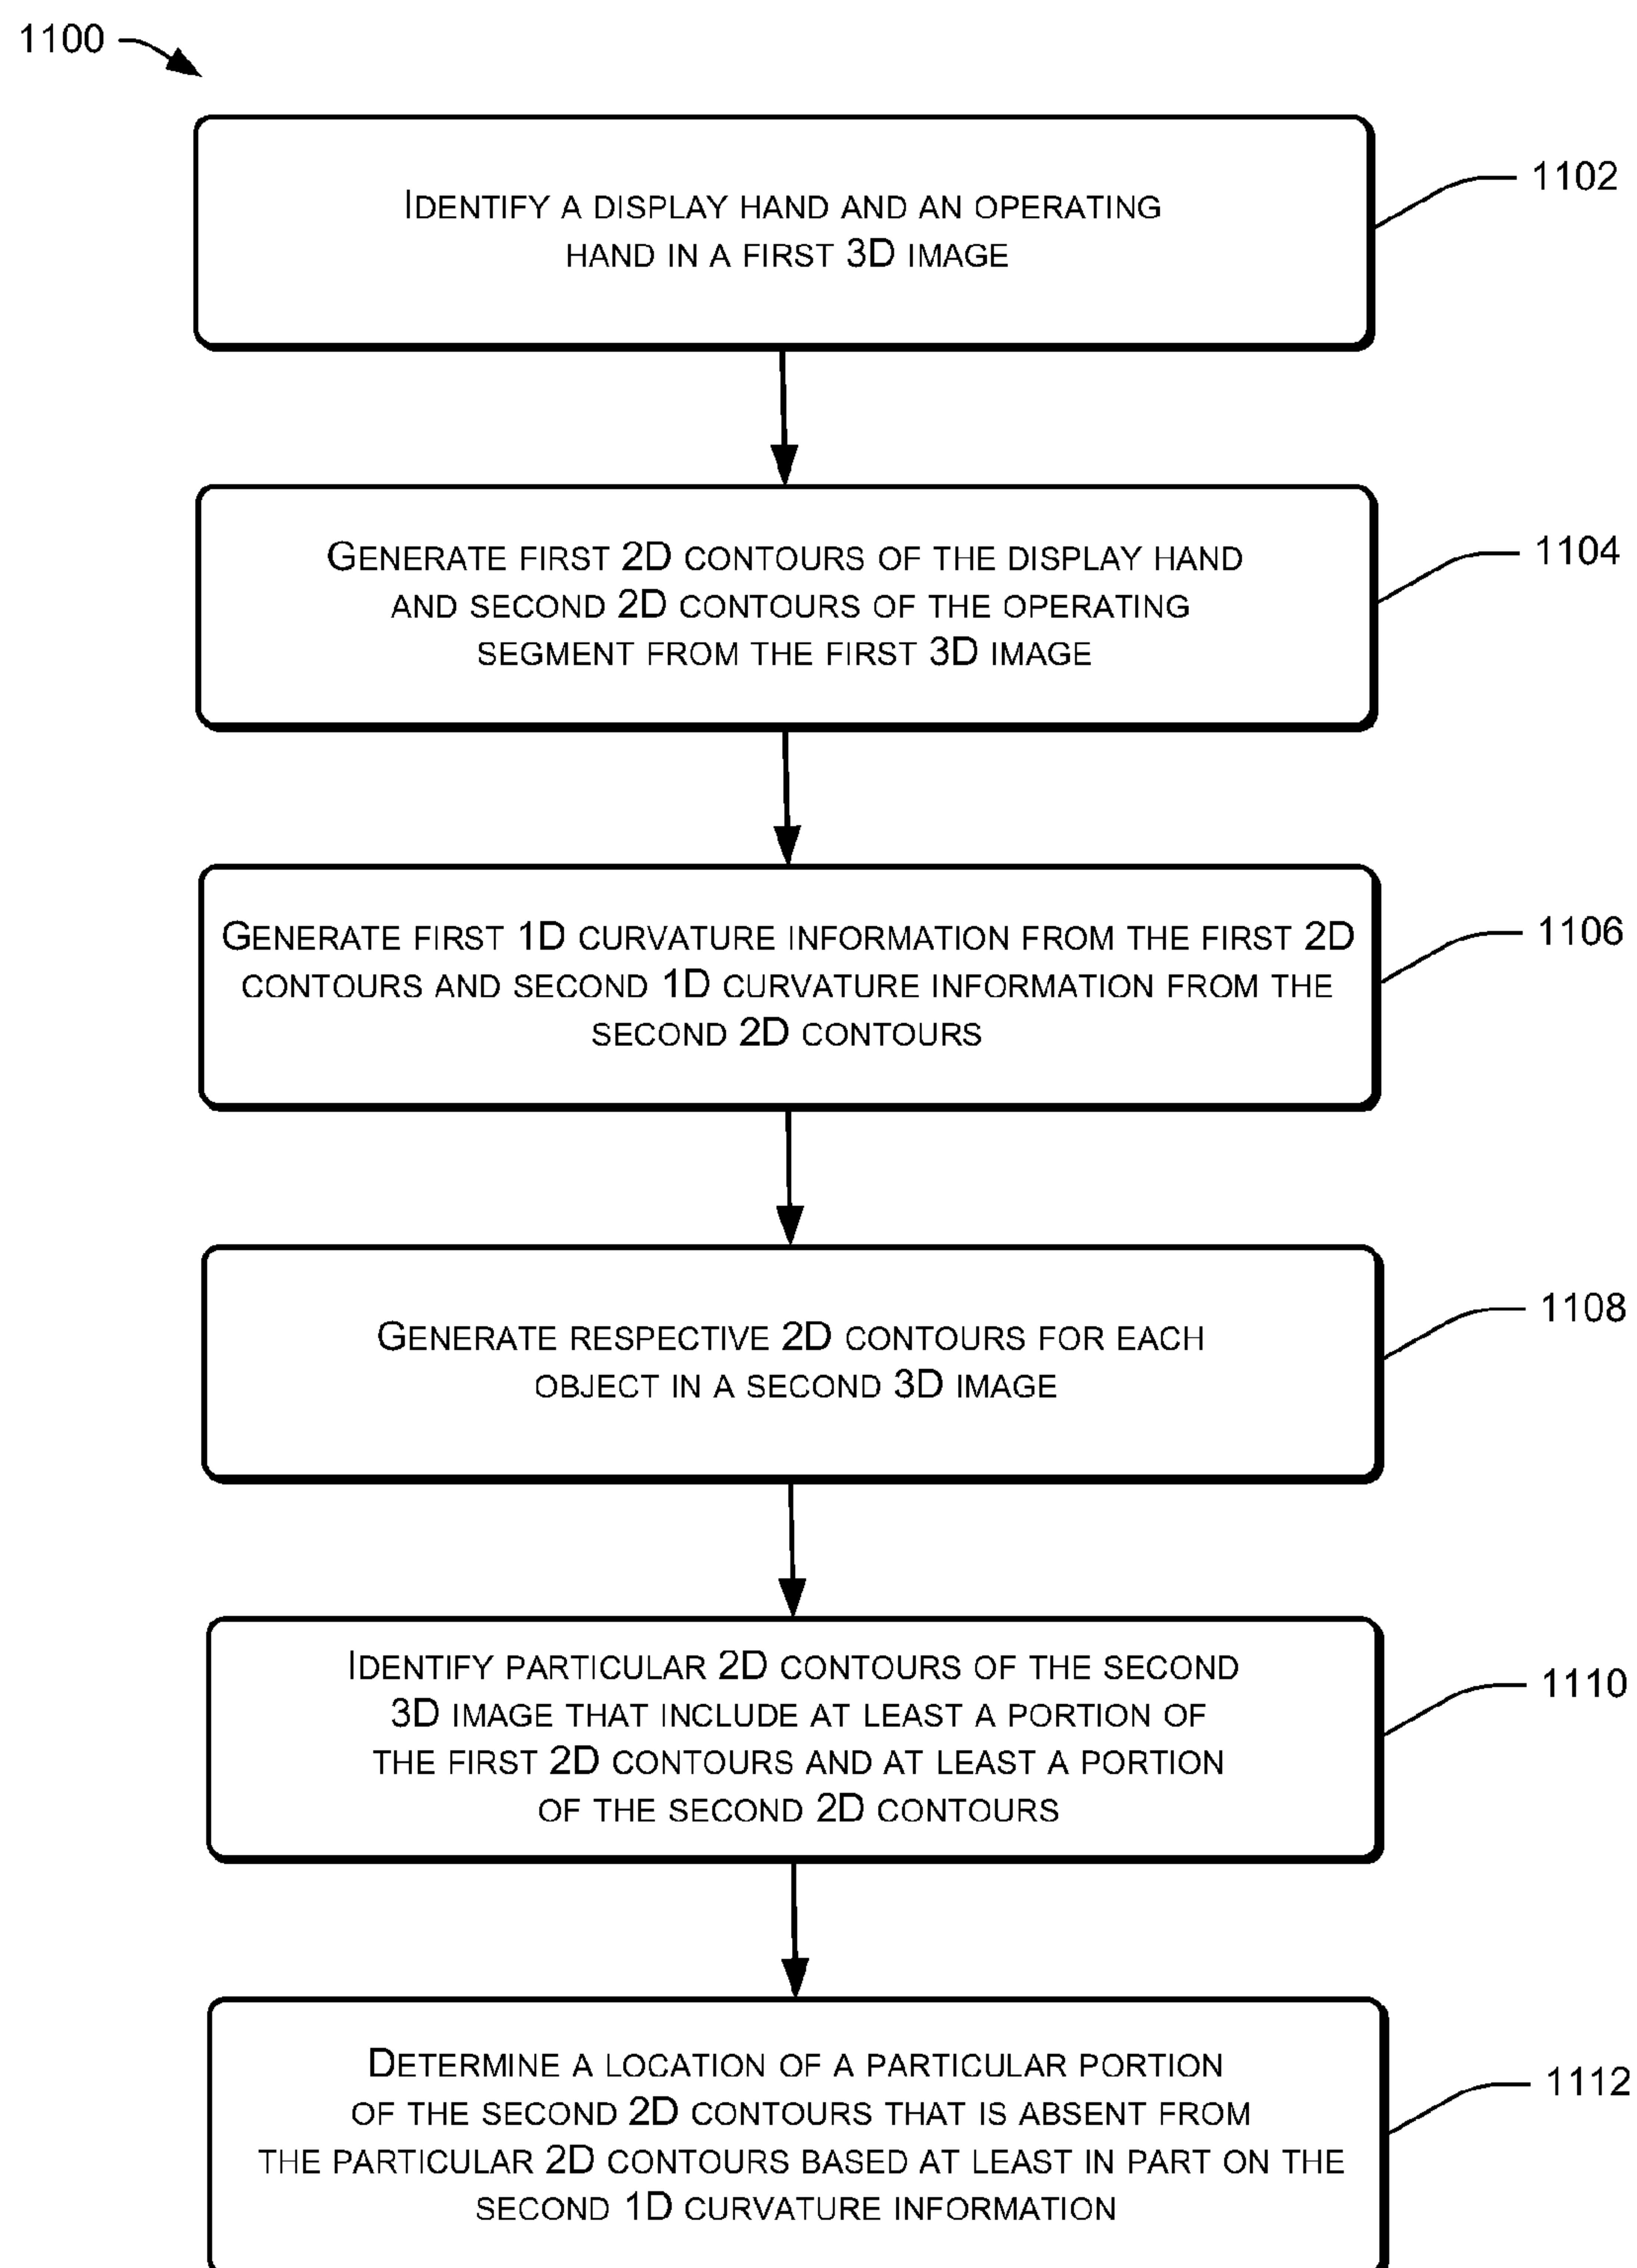 1100
IDENTIFY A DISPLAY HAND AND AN OPERATING
HAND IN A FIRST 3D IMAGE
1102
GENERATE FIRST 2D CONTOURS OF THE DISPLAY HAND
AND SECOND 2D CONTOURS OF THE OPERATING
SEGMENT FROM THE FIRST 3D IMAGE
1104
GENERATE FIRST 1D CURVATURE INFORMATION FROM THE FIRST 2D
CONTOURS AND SECOND 1D CURVATURE INFORMATION FROM THE
SECOND 2D CONTOURS
1106
GENERATE RESPECTIVE 2D CONTOURS FOR EACH
OBJECT IN A SECOND 3D IMAGE
1108
IDENTIFY PARTICULAR 2D CONTOURS OF THE SECOND
3D IMAGE THAT INCLUDE AT LEAST A PORTION OF
THE FIRST 2D CONTOURS AND AT LEAST A PORTION
OF THE SECOND 2D CONTOURS
1110
DETERMINE A LOCATION OF A PARTICULAR PORTION
OF THE SECOND 2D CONTOURS THAT IS ABSENT FROM
THE PARTICULAR 2D CONTOURS BASED AT LEAST IN PART ON THE
SECOND 1D CURVATURE INFORMATION
1112